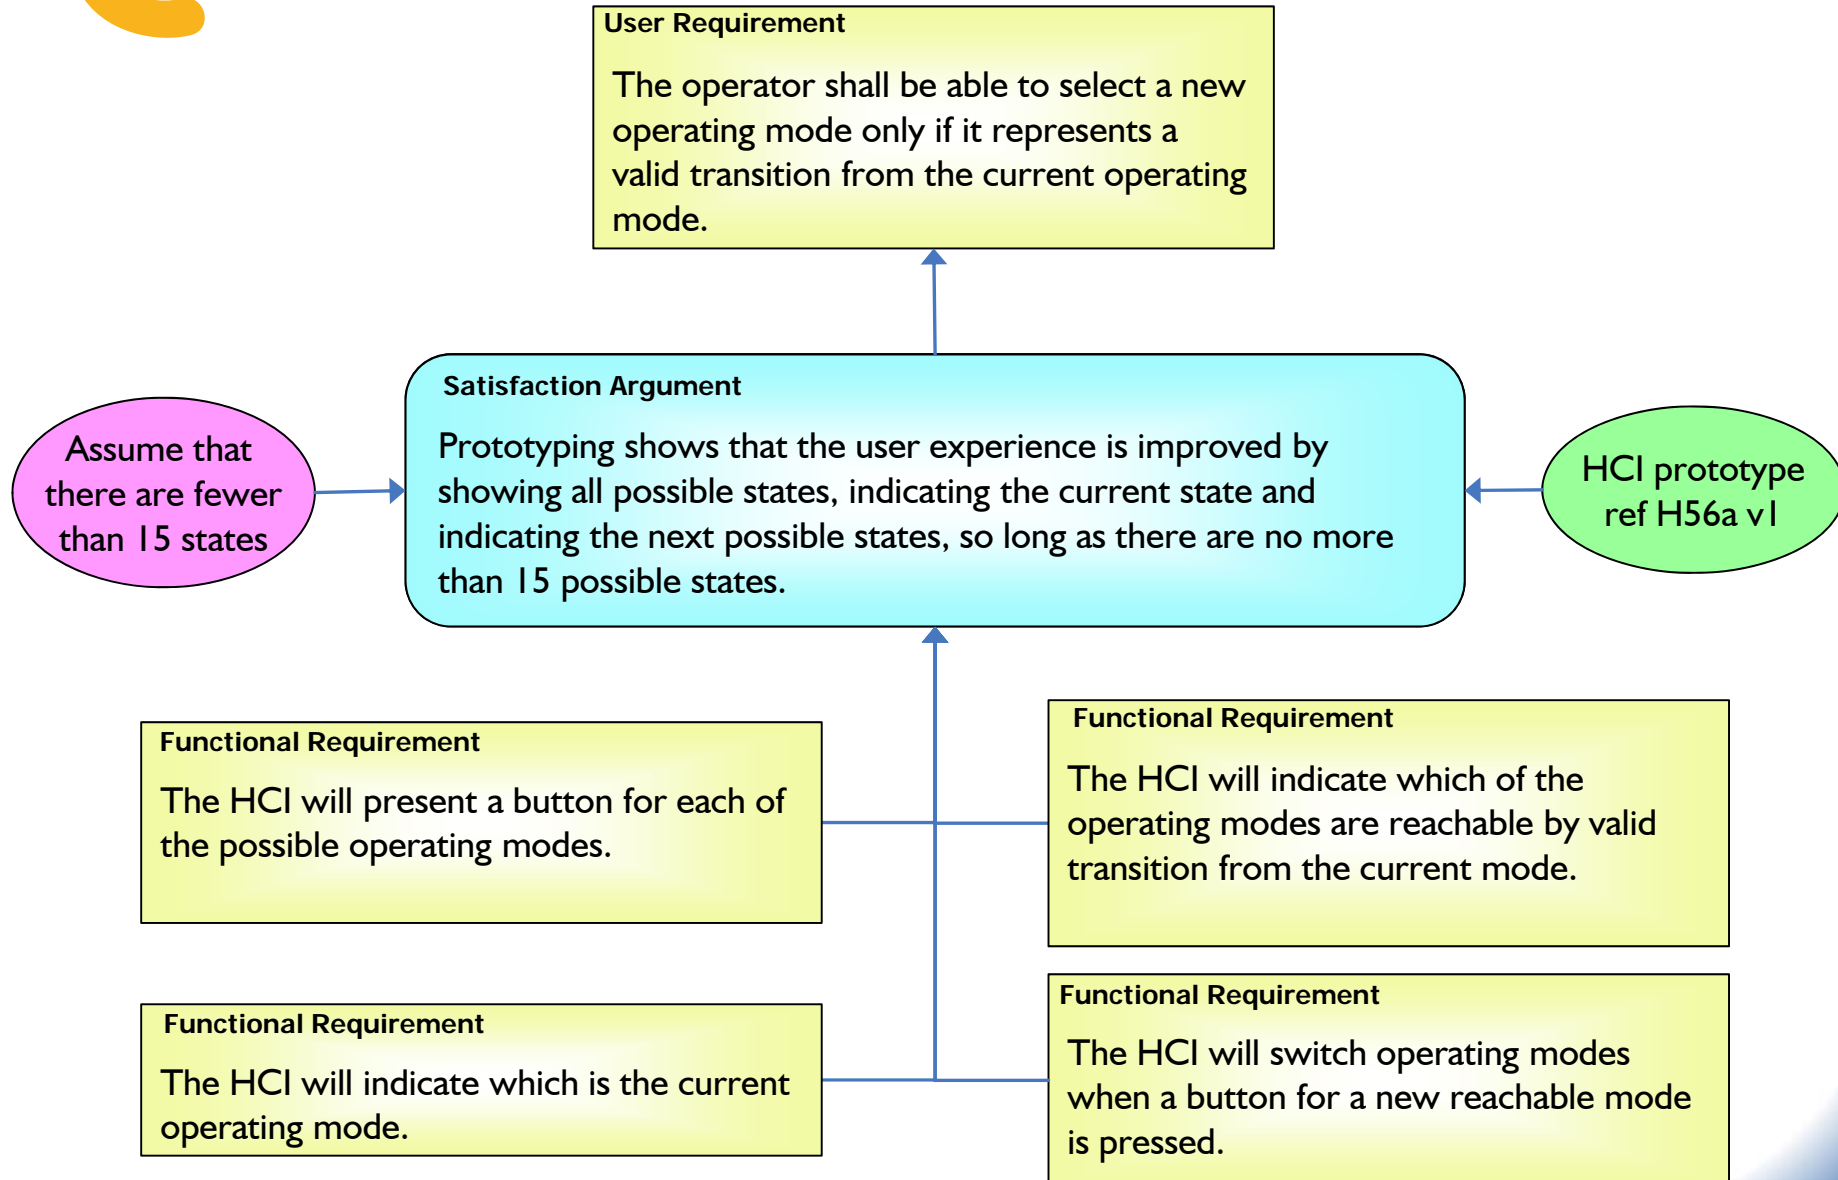 User Requirement
The operator shall be able to select a new
operating mode only if it represents a
valid transition from the current operating
mode.
Satisfaction Argument
Prototyping shows that the user experience is improved by
showing all possible states, indicating the current state and
indicating the next possible states, so long as there are no more
than 15 possible states.
Assume that
there are fewer
than 15 states
HCI prototype
ref H56a v1
Functional Requirement
The HCI will present a button for each of
the possible operating modes.
Functional Requirement
The HCI will indicate which of the
operating modes are reachable by valid
transition from the current mode.
Functional Requirement
The HCI will indicate which is the current
operating mode.
Functional Requirement
The HCI will switch operating modes
when a button for a new reachable mode
is pressed.